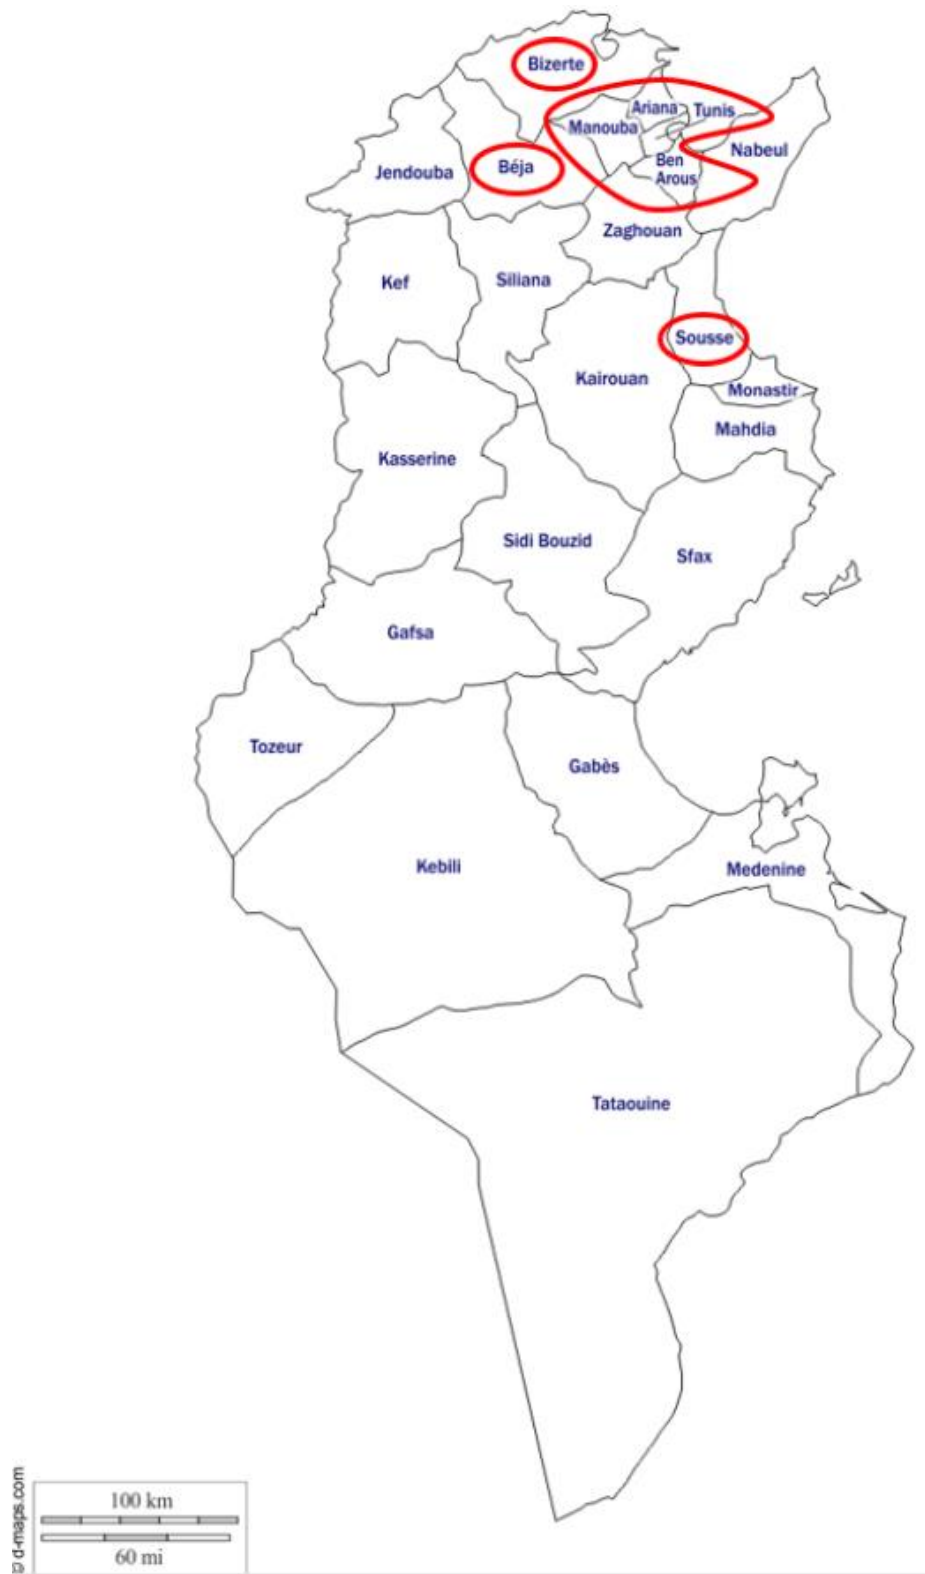 Bizerte
Ariana
Tunis
Manouba
Nabeul
Ben
Arous
Béja
Jendouba
Zaghouan
Kef
Siliana
Sousse
Kairouan
Monastir
Mahdia
Kasserine
Sidi Bouzid
Sfax
Gafsa
Tozeur
Gabès
Kebili
Medenine
Tataouine
© d-maps.com
100 km
60 mi